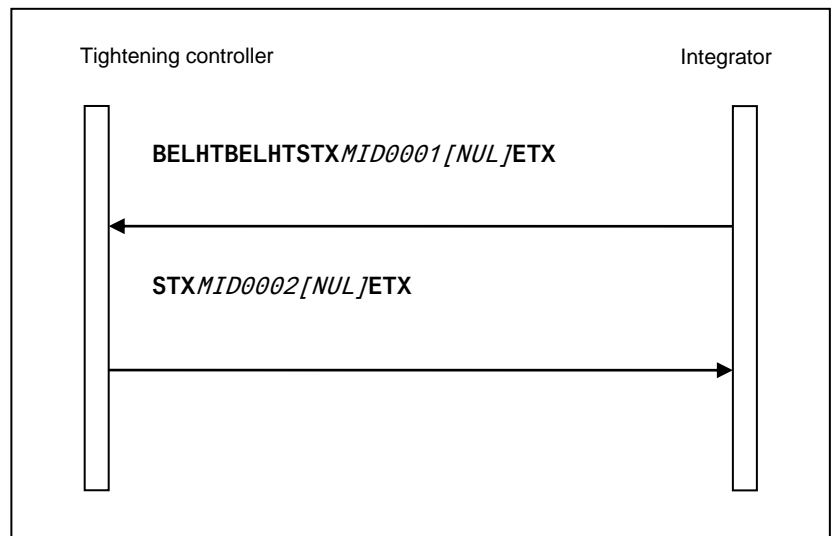 Tightening controller Integrator
BELHTBELHTSTXMID0001[NUL]ETX
STXMID0002[NUL]ETX